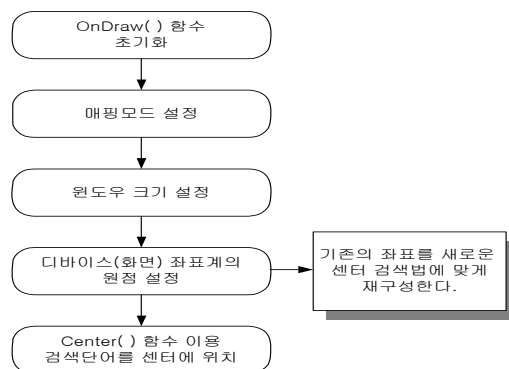 OnDraw( ) 함수
초기화
매핑모드 설정
윈도우 크기 설정
디바이스(화면) 좌표계의
원점 설정
기존의 좌표를 새로운
센터 검색법에 맞게
재구성한다.
Center( ) 함수 이용
검색단어를 센터에 위치